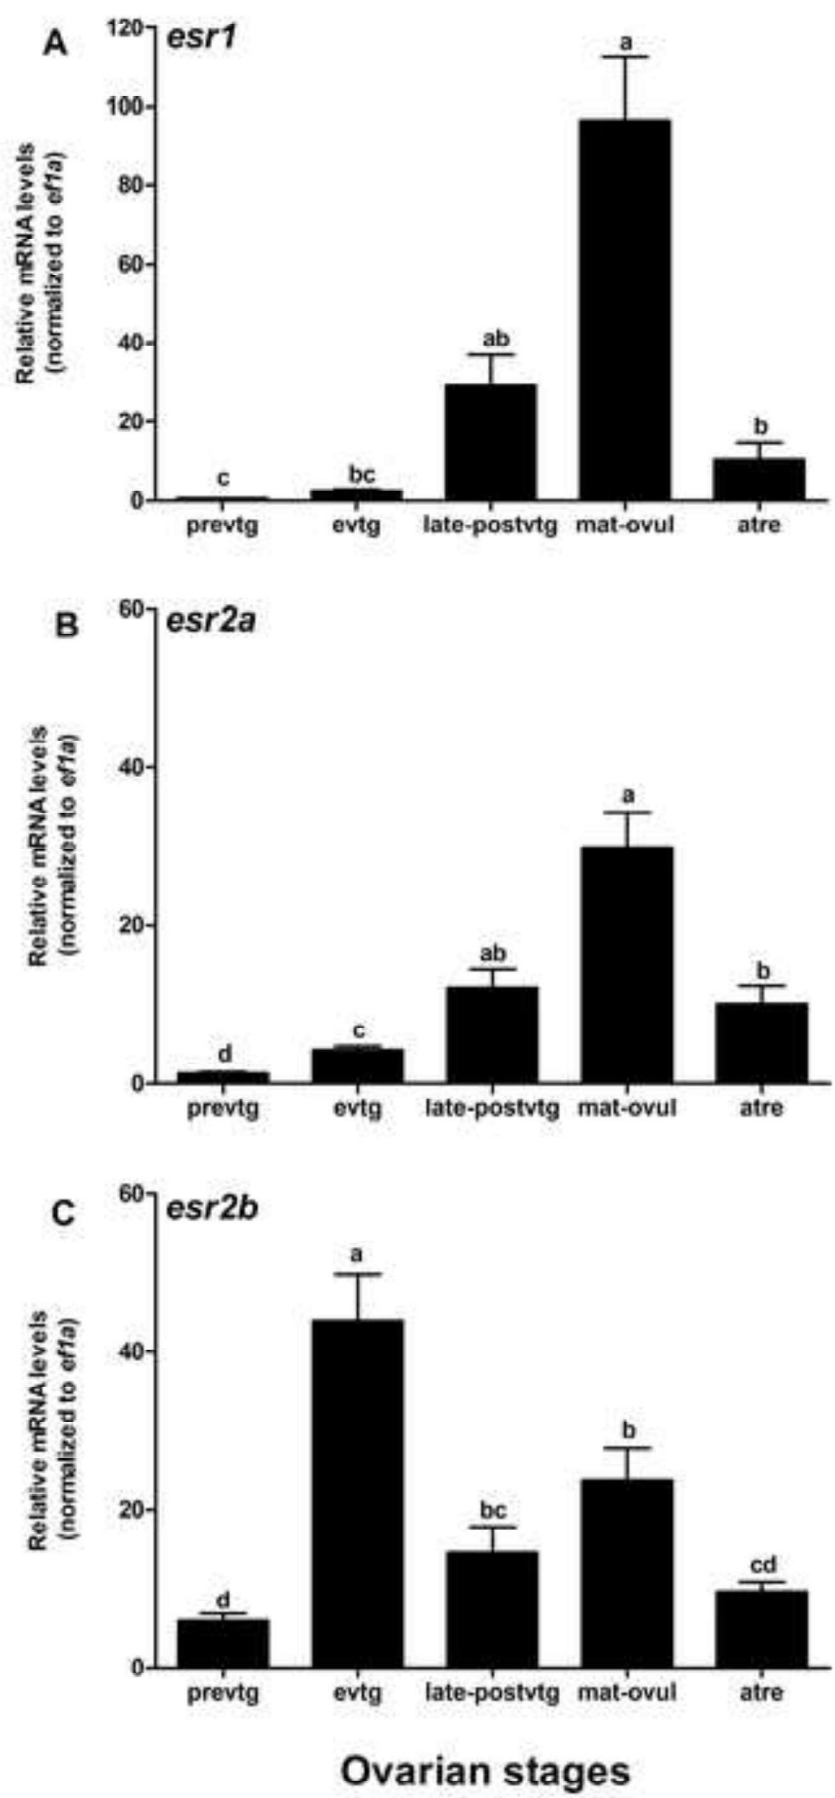 A
esr1
Relative mRNA levels
(normalized to ef1a)
120
100
80
60
40
20
0
c
bc
ab
a
b
prevtg evtg late-postvtg mat-ovul atre
B
esr2a
Relative mRNA levels
(normalized to ef1a)
60
40
20
0
d
c
ab
a
b
prevtg evtg late-postvtg mat-ovul atre
C
esr2b
Relative mRNA levels
(normalized to ef1a)
60
40
20
0
d
a
bc
b
cd
prevtg evtg late-postvtg mat-ovul atre
Ovarian stages